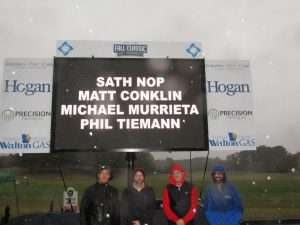 FALL CLASSIC
Hogan
Hogan
SATH NOP
MATT CONKLIN
MICHAEL MURRIETA
PHIL TIEMANN
PRECISION
PRECISION
Walton GAS
Walton GAS